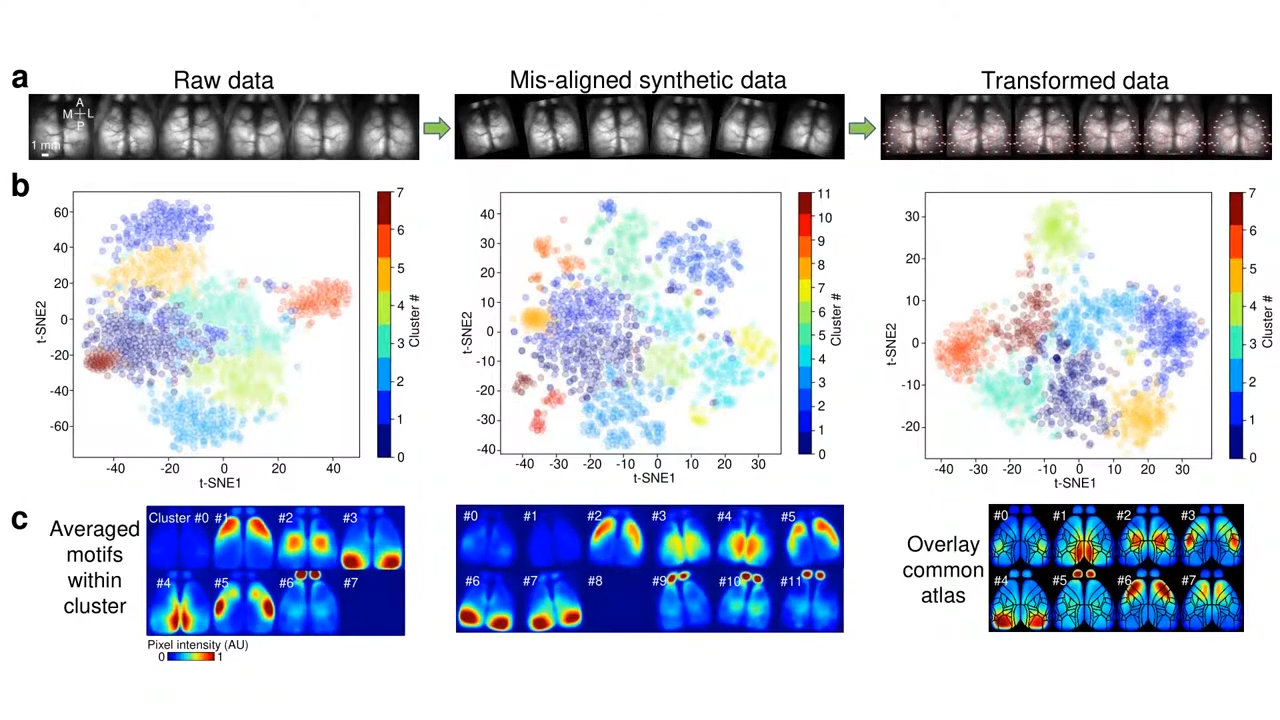 a
Raw data
Mis-aligned synthetic data
Transformed data
A
M L
P
1 mm
b
60
40
20
0
-20
-40
-60
t-SNE2
-40 -20 0 20 40
t-SNE1
7
6
5
4
3
2
1
0
Cluster #
40
30
20
10
0
-10
-20
-30
-40
t-SNE2
-40 -30 -20 -10 0 10 20 30
t-SNE1
11
10
9
8
7
6
5
4
3
2
1
0
Cluster #
30
20
10
0
-10
-20
t-SNE2
-40 -30 -20 -10 0 10 20 30
t-SNE1
7
6
5
4
3
2
1
0
Cluster #
c
Averaged
motifs
within
cluster
Cluster #0 #1 #2 #3
#4 #5 #6 #7
Pixel intensity (AU)
0 1
#0 #1 #2 #3 #4 #5
#6 #7 #8 #9 #10 #11
Overlay
common
atlas
#0 #1 #2 #3
#4 #5 #6 #7